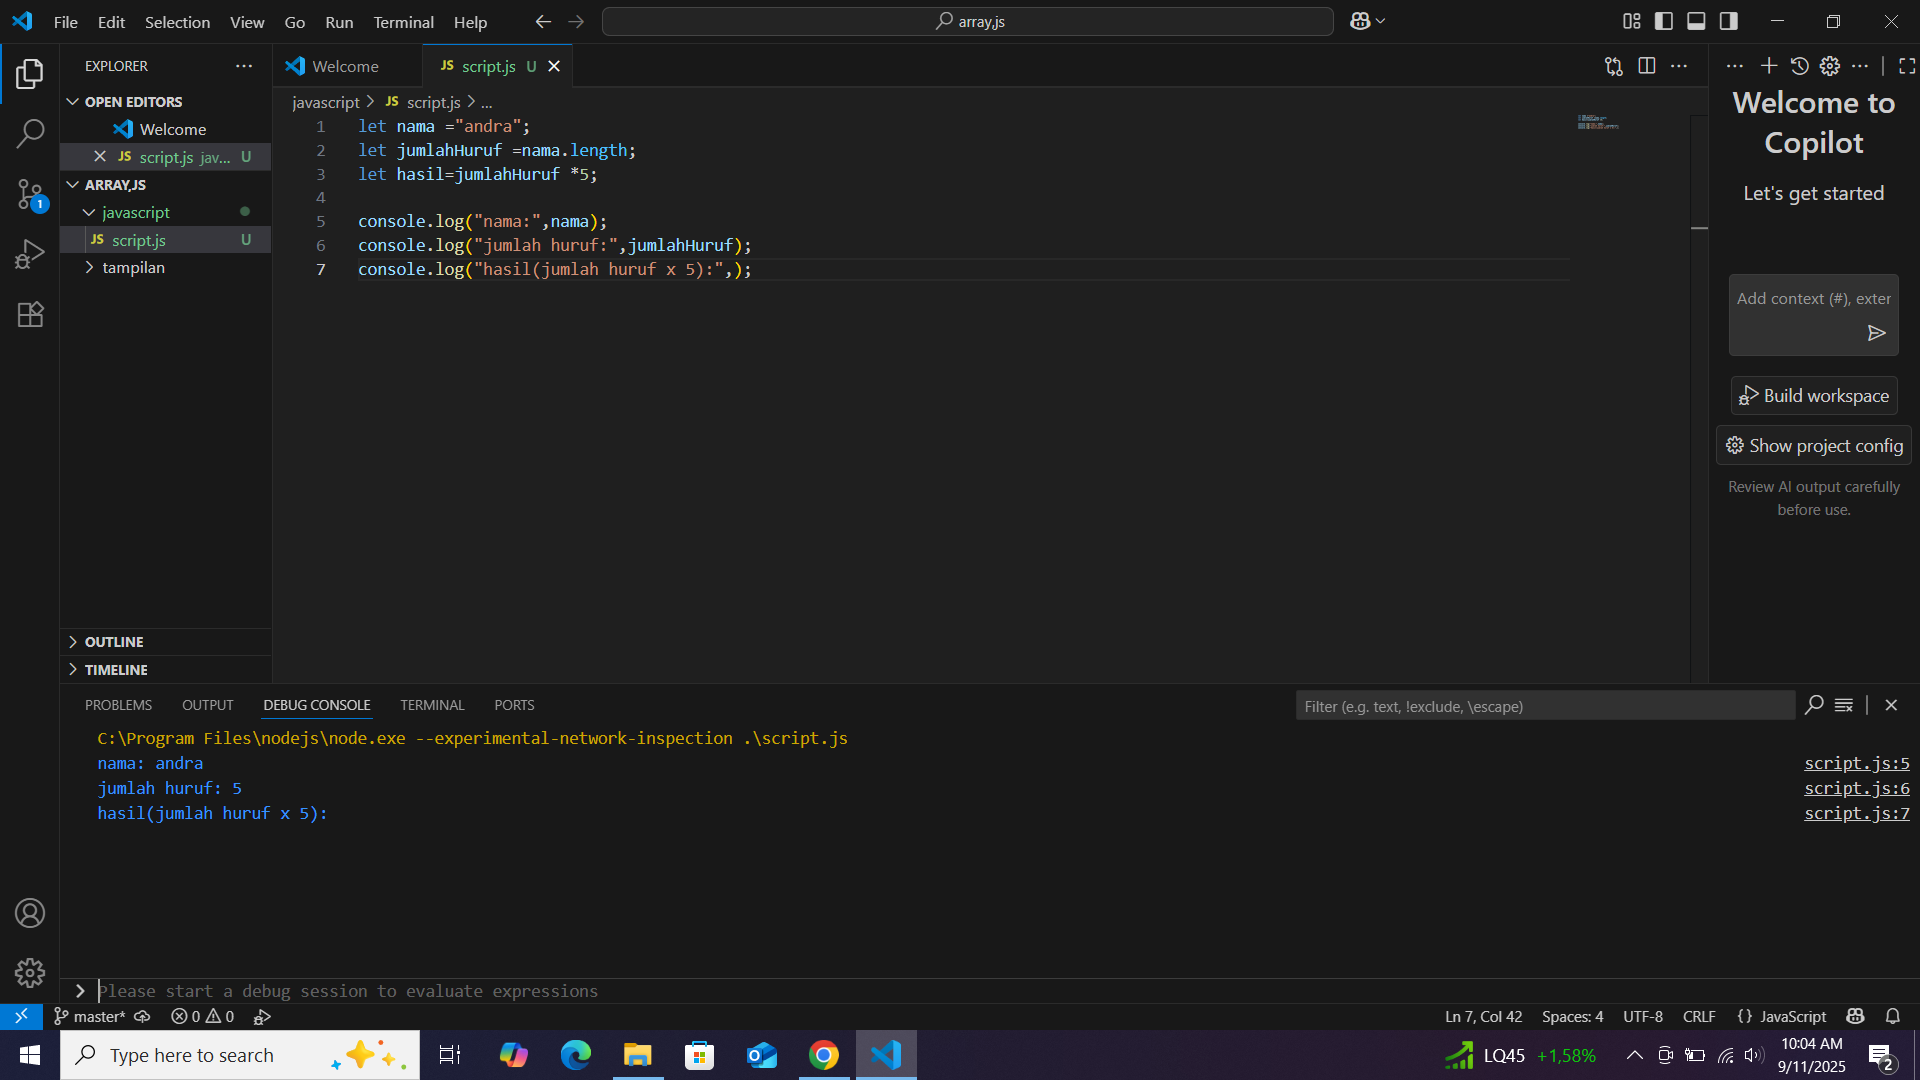 File Edit Selection View Go Run Terminal Help
array,js
EXPLORER
OPEN EDITORS
Welcome
script.js jav... U
ARRAY,JS
javascript
JS script.js U
tampilan
OUTLINE
TIMELINE
Welcome
JS script.js U
javascript > JS script.js > ...
1 let nama ="andra";
2 let jumlahHuruf =nama.length;
3 let hasil=jumlahHuruf *5;
4
5 console.log("nama:",nama);
6 console.log("jumlah huruf:",jumlahHuruf);
7 console.log("hasil(jumlah huruf x 5):",);
Welcome to
Copilot
Let's get started
Add context (#), exter
Build workspace
Show project config
Review AI output carefully
before use.
PROBLEMS OUTPUT DEBUG CONSOLE TERMINAL PORTS
Filter (e.g. text, !exclude, \escape)
C:\Program Files\nodejs\node.exe --experimental-network-inspection .\script.js
nama: andra script.js:5
jumlah huruf: 5 script.js:6
hasil(jumlah huruf x 5): script.js:7
Please start a debug session to evaluate expressions
master* 0 0
Ln 7, Col 42 Spaces: 4 UTF-8 CRLF {} JavaScript
1
Type here to search
LQ45 +1,58%
10:04 AM
9/11/2025
2